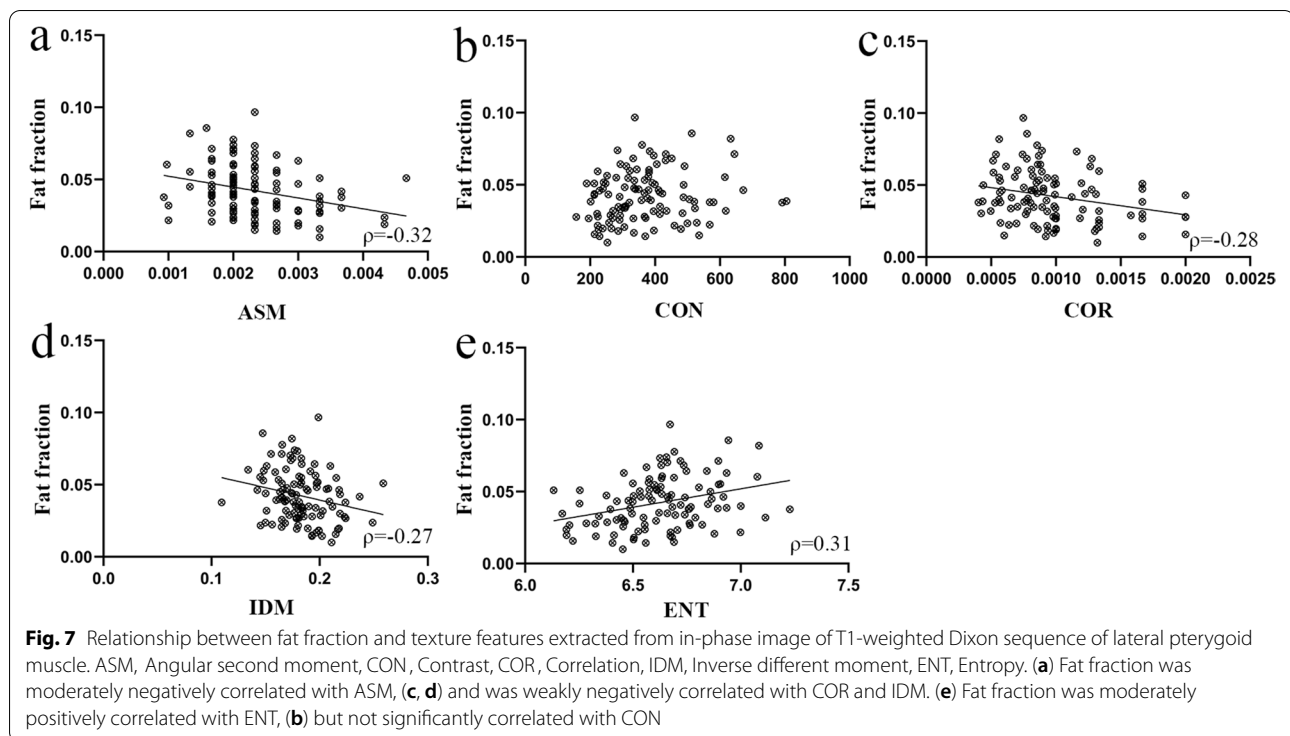 a
0.15
0.10
0.05
0.00
Fat fraction
ρ=-0.32
0.000 0.001 0.002 0.003 0.004 0.005
ASM
b
0.15
0.10
0.05
0.00
Fat fraction
0 200 400 600 800 1000
CON
c
0.15
0.10
0.05
0.00
Fat fraction
ρ=-0.28
0.0000 0.0005 0.0010 0.0015 0.0020 0.0025
COR
d
0.15
0.10
0.05
0.00
Fat fraction
ρ=-0.27
0.0 0.1 0.2 0.3
IDM
e
0.15
0.10
0.05
0.00
Fat fraction
ρ=0.31
6.0 6.5 7.0 7.5
ENT
Fig. 7 Relationship between fat fraction and texture features extracted from in-phase image of T1-weighted Dixon sequence of lateral pterygoid
muscle. ASM, Angular second moment, CON, Contrast, COR, Correlation, IDM, Inverse different moment, ENT, Entropy. (a) Fat fraction was
moderately negatively correlated with ASM, (c, d) and was weakly negatively correlated with COR and IDM. (e) Fat fraction was moderately
positively correlated with ENT, (b) but not significantly correlated with CON